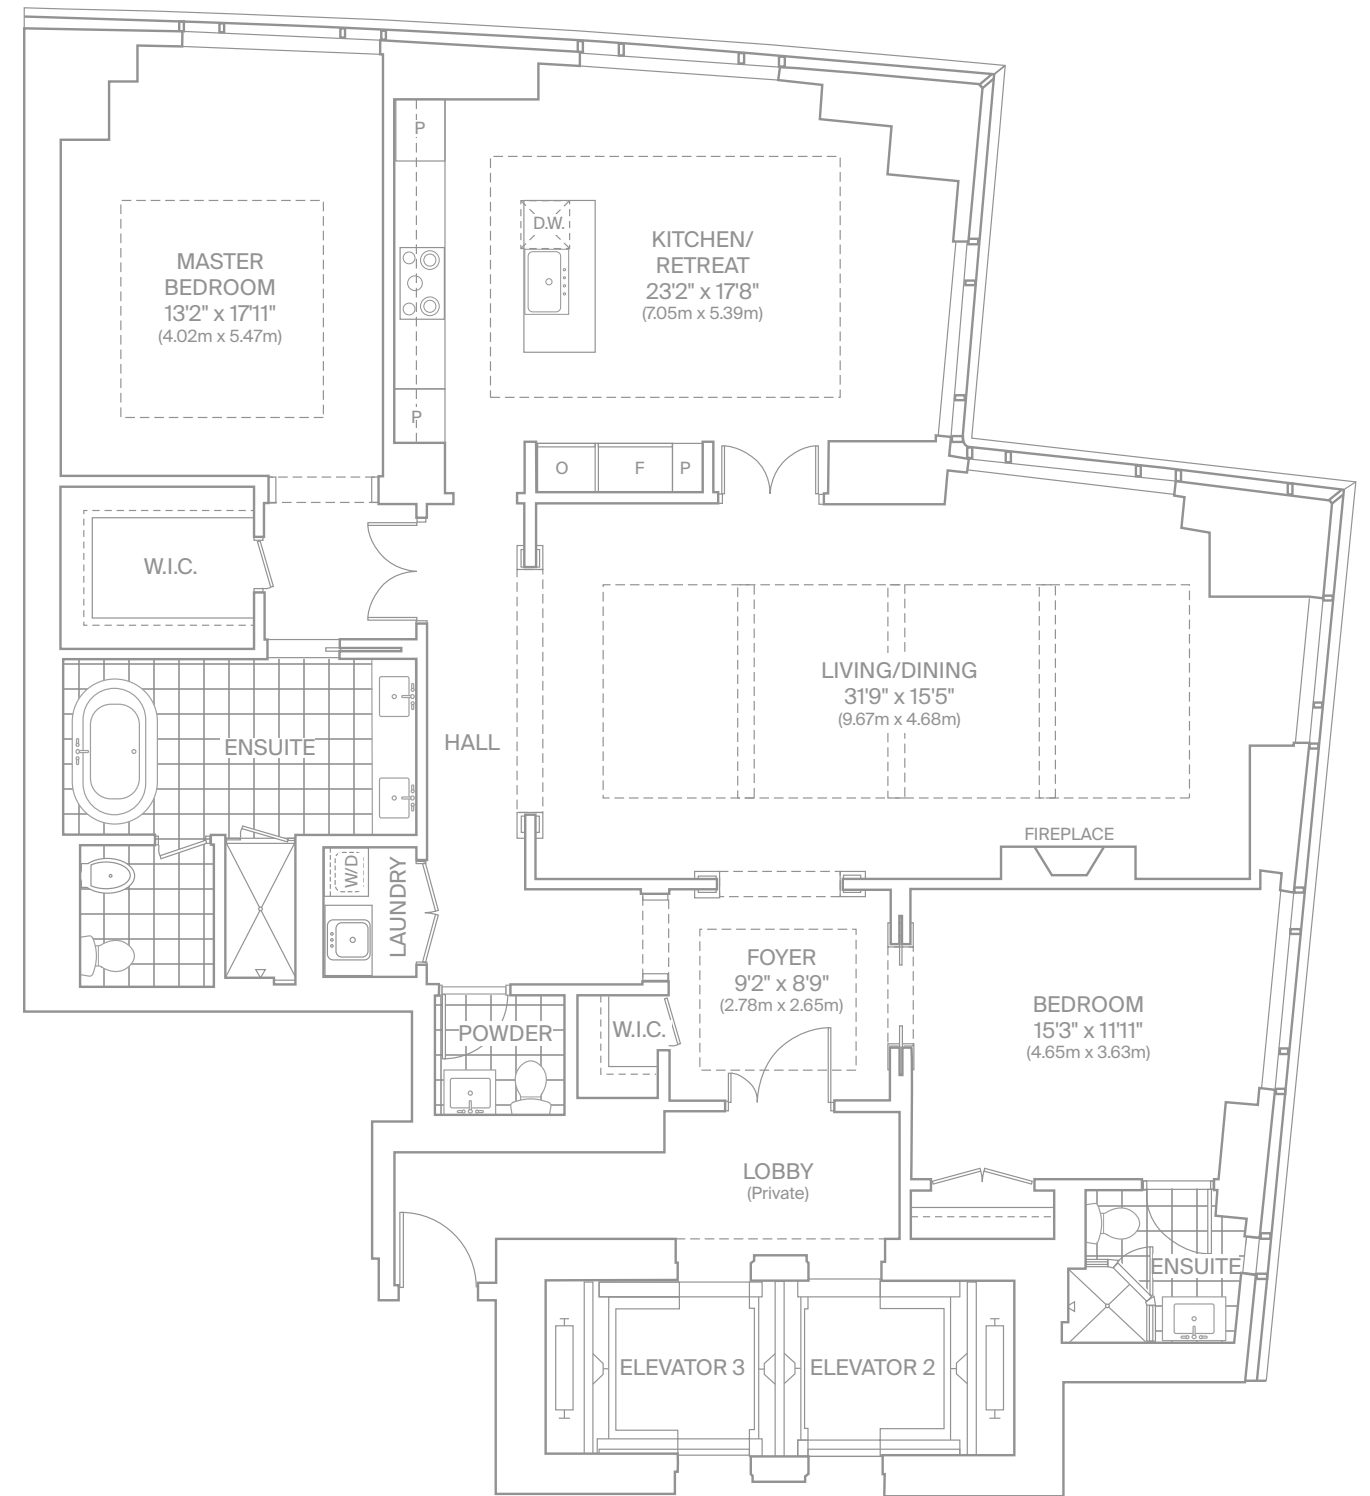 P
D.W.
MASTER
BEDROOM
13'2" x 17'11"
(4.02m x 5.47m)
KITCHEN/
RETREAT
23'2" x 17'8"
(7.05m x 5.39m)
P
O
F
P
W.I.C.
LIVING/DINING
31'9" x 15'5"
(9.67m x 4.68m)
ENSUITE
HALL
FIREPLACE
W/D
LAUNDRY
FOYER
9'2" x 8'9"
(2.78m x 2.65m)
BEDROOM
15'3" x 11'11"
(4.65m x 3.63m)
POWDER
W.I.C.
LOBBY
(Private)
ENSUITE
ELEVATOR 3
ELEVATOR 2